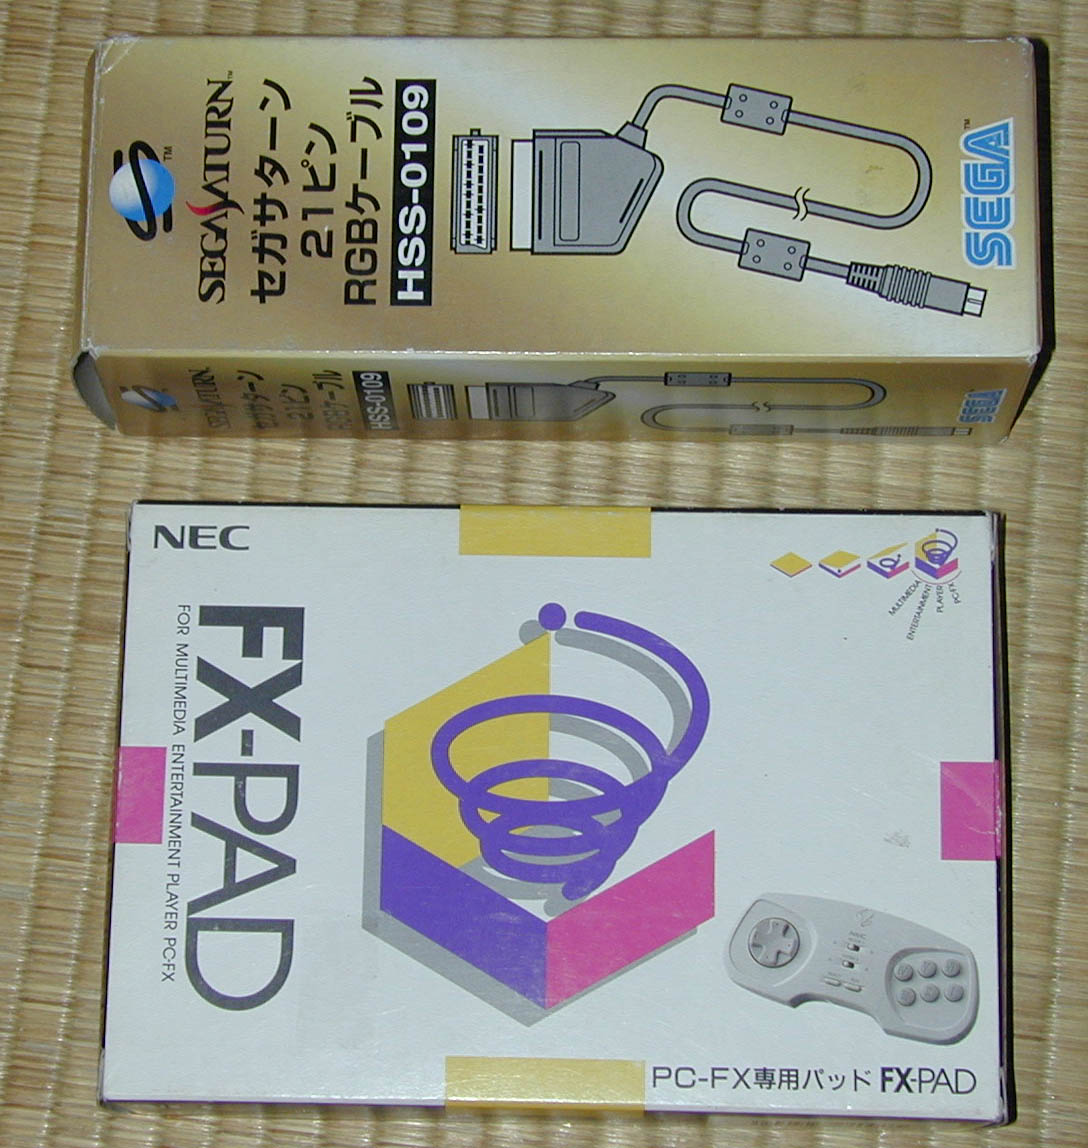 SEGA SATURN™
セガサターン
21ピン
RGBケーブル
HSS-0109
SEGA™
SEGA SATURN
セガサターン
21ピン
RGBケーブル
HSS-0109
SEGA
NEC
FX-PAD
FOR MULTIMEDIA ENTERTAINMENT PLAYER PC-FX
MULTIMEDIA
ENTERTAINMENT
PLAYER
PC-FX
PC-FX専用パッド FX-PAD